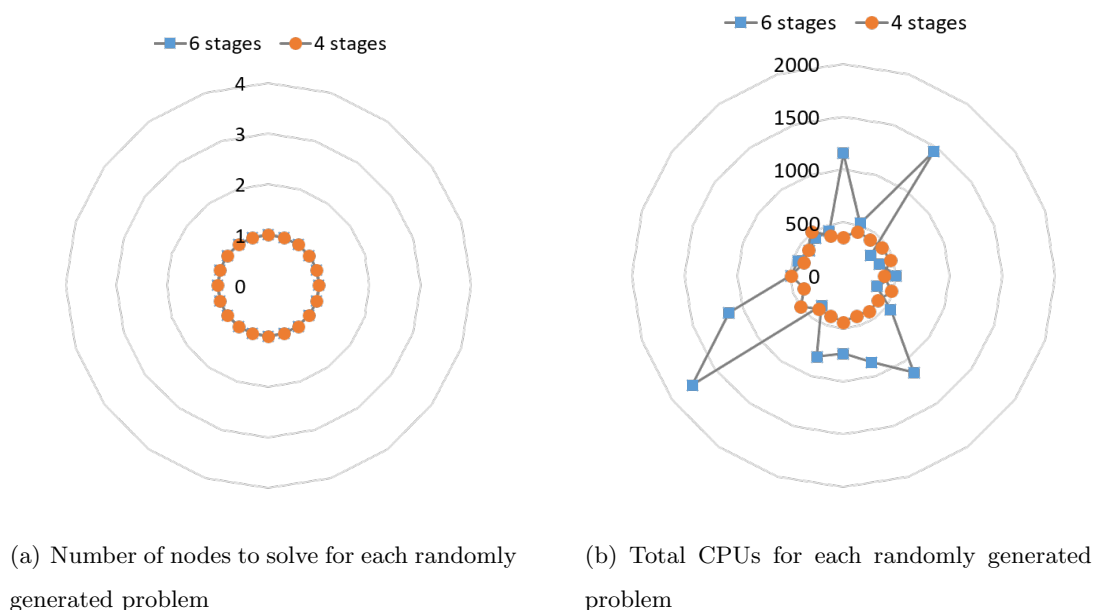 6 stages 4 stages
4
3
2
1
0
(a) Number of nodes to solve for each randomly
generated problem
6 stages 4 stages
2000
1500
1000
500
0
(b) Total CPUs for each randomly generated
problem